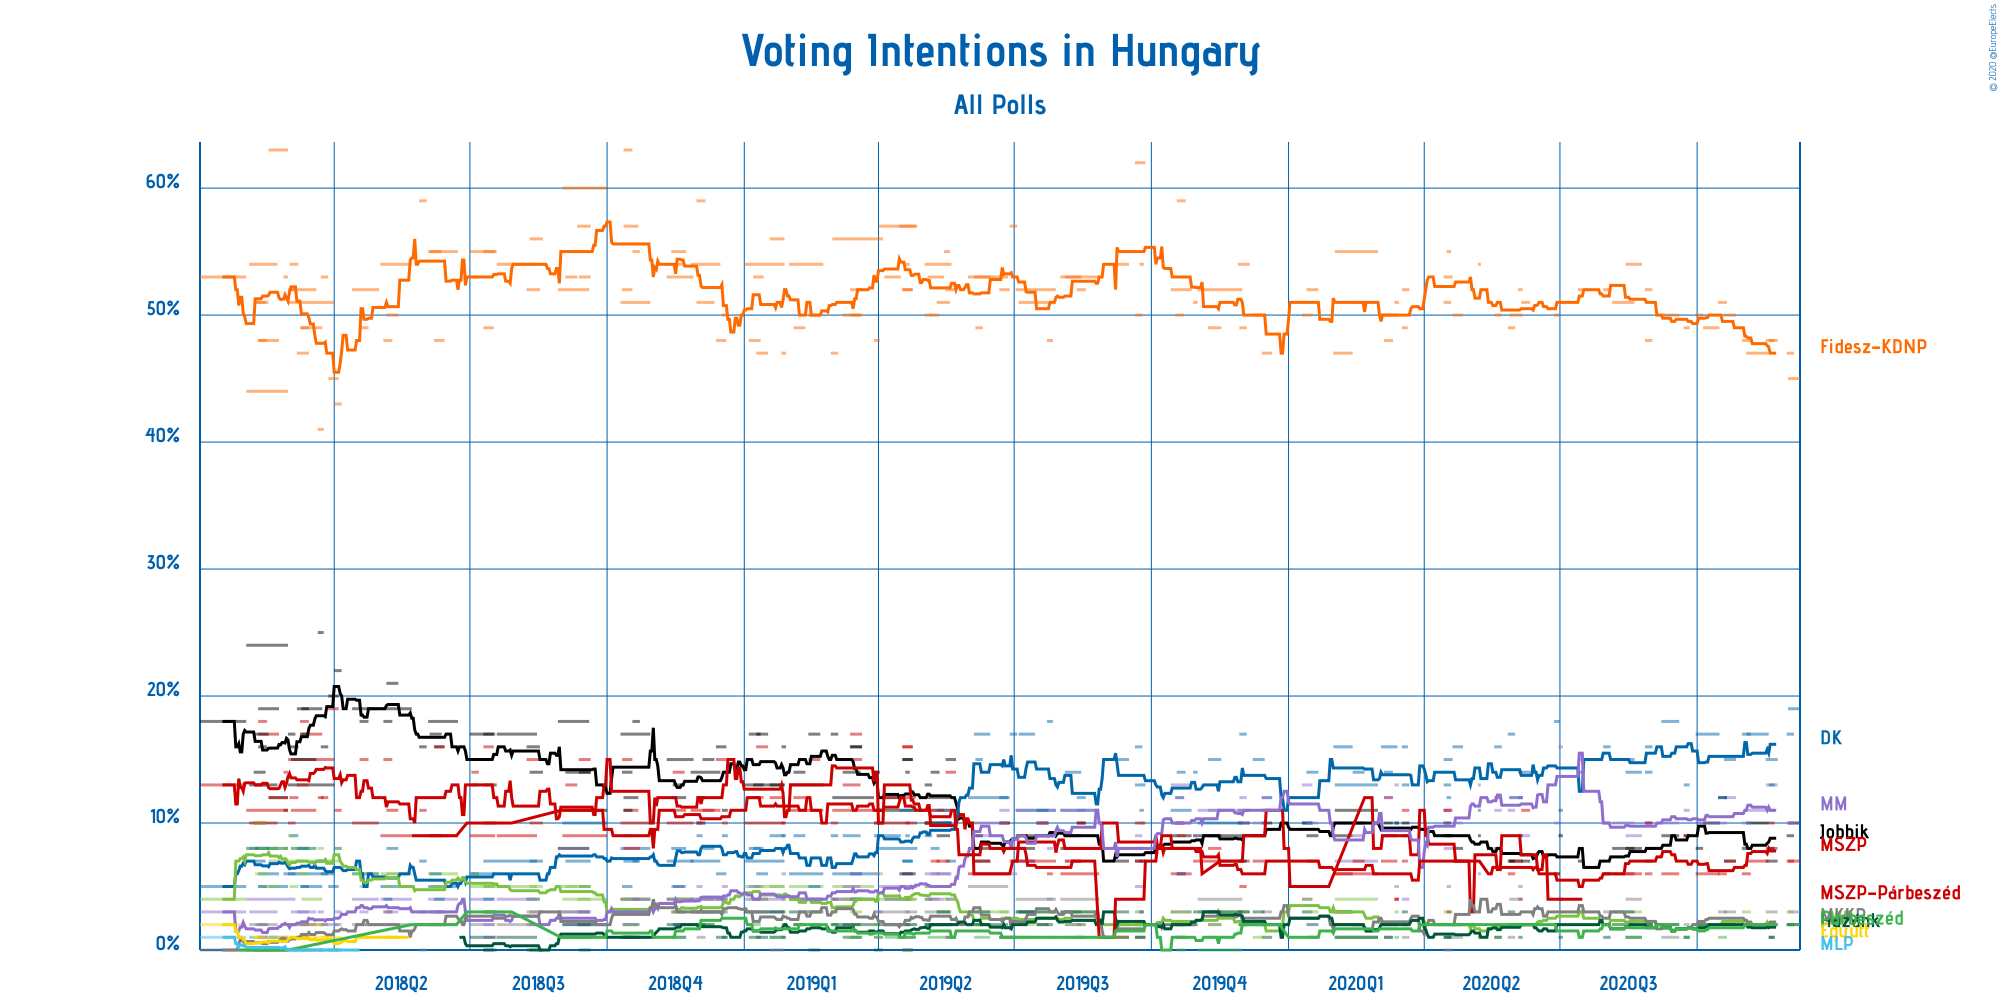 © 2020 @EuropeElects
Voting Intentions in Hungary
All Polls
60%
50%
40%
30%
20%
10%
0%
Fidesz-KDNP
DK
MM
Jobbik
MSZP
MSZP-Párbeszéd
MLP
2018Q2
2018Q3
2018Q4
2019Q1
2019Q2
2019Q3
2019Q4
2020Q1
2020Q2
2020Q3